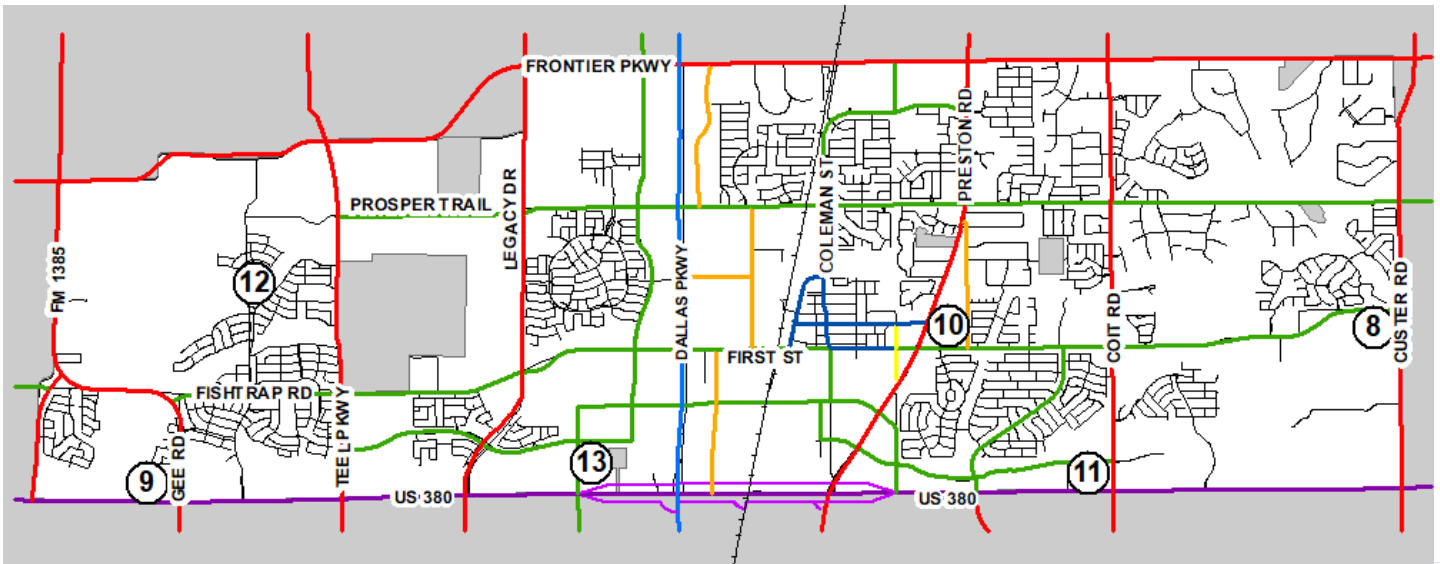 FRONTIER PKWY
PRESTON RD
COLEMAN ST
LEGACY DR
PROSPER TRAIL
FM 1385
12
DALLAS PKWY
10
8
COIT RD
CUSTER RD
FIRST ST
FISHTRAP RD
TEEL PKWY
GEE RD
9
13
11
US 380
US 380